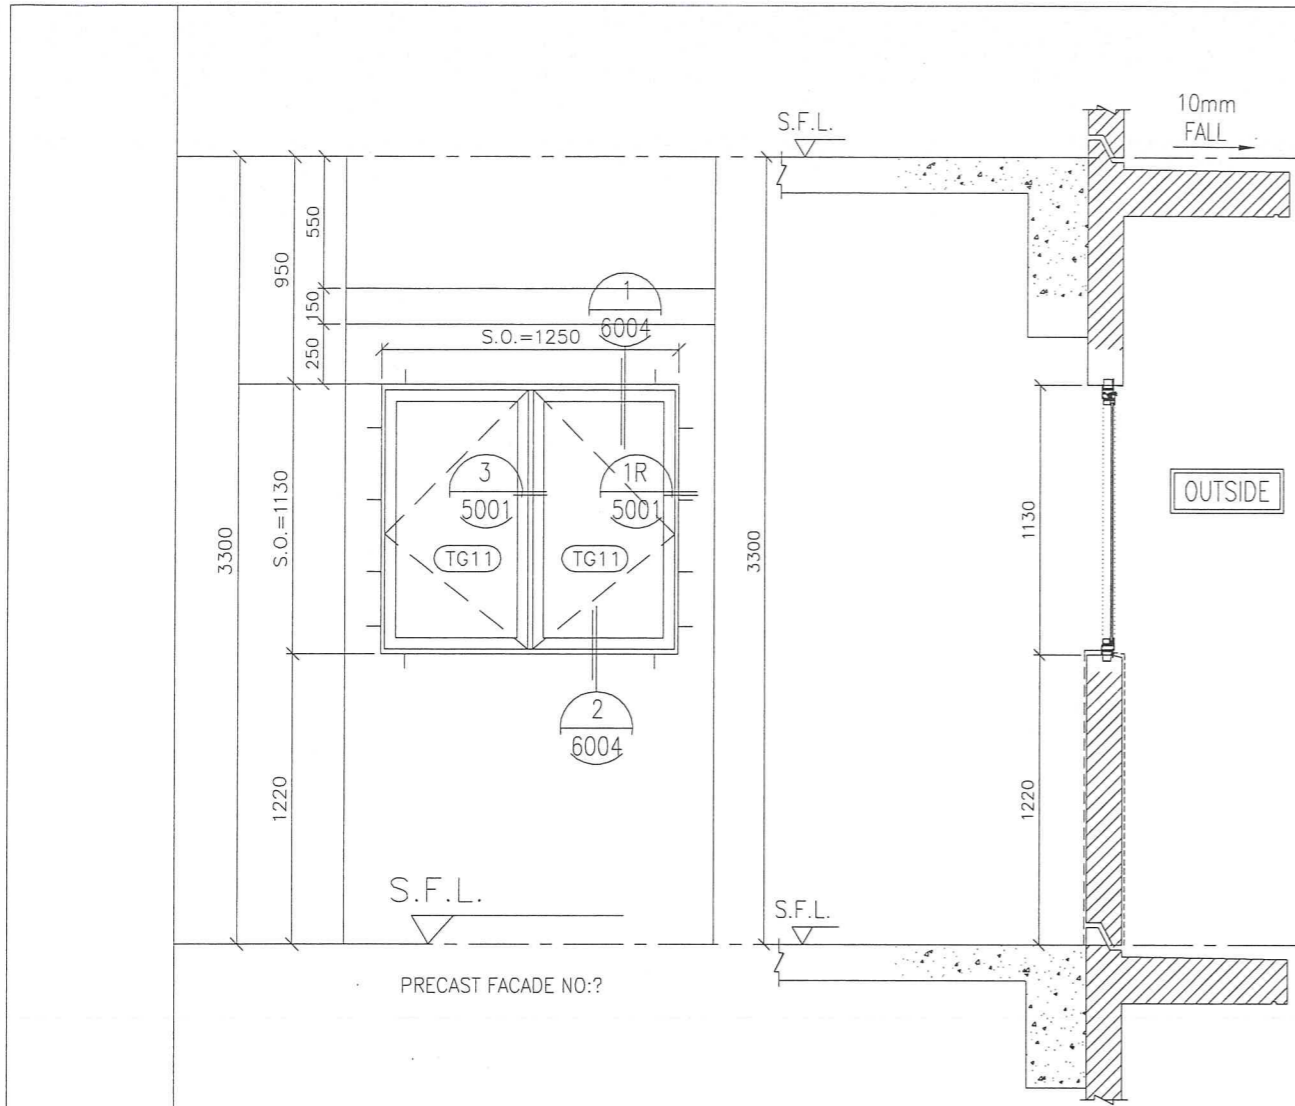 10mm
FALL
S.F.L.
550
950
150
250
1
6004
S.O.=1250
3
5001
1R
5001
TG11
TG11
S.O.=1130
3300
3300
1130
OUTSIDE
2
6004
1220
1220
S.F.L.
S.F.L.
PRECAST FACADE NO:?